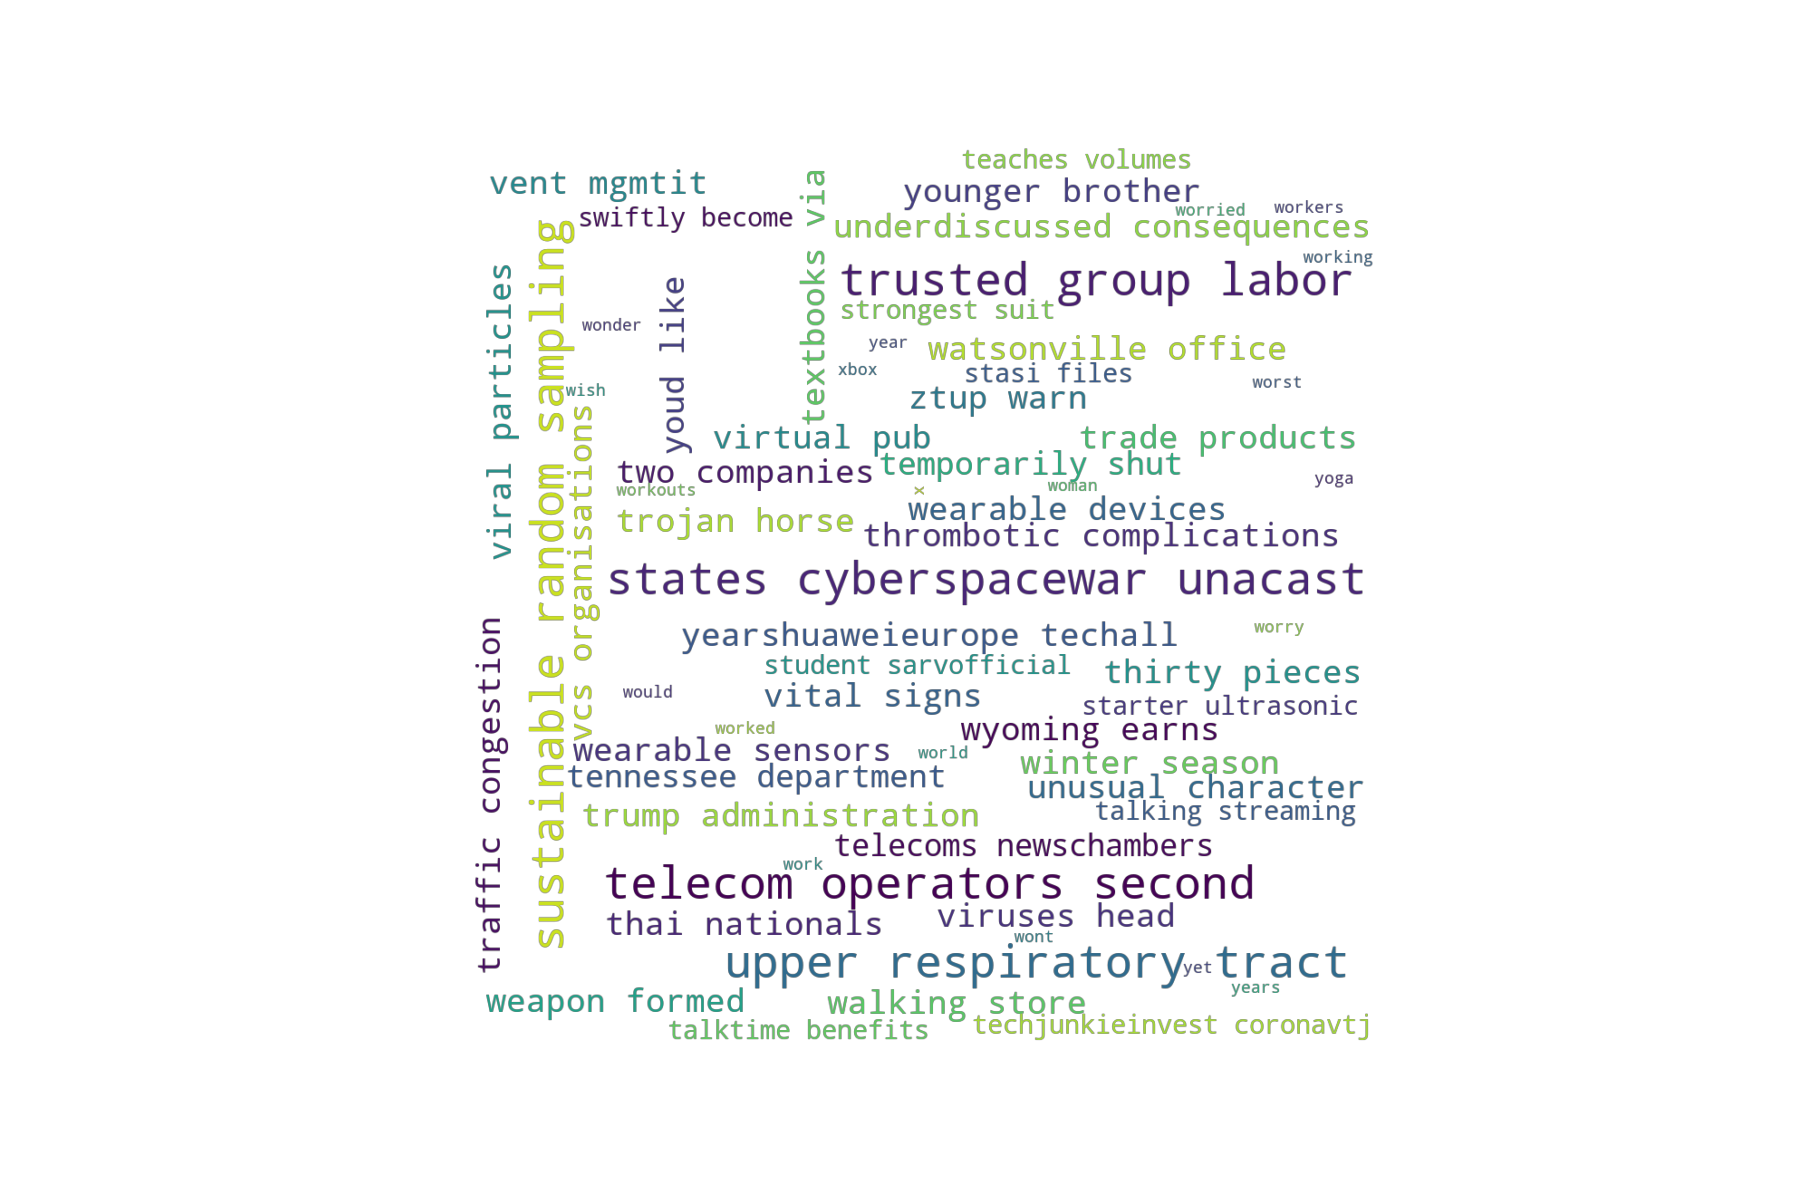 teaches volumes
vent mgmtit
younger brother
worried
workers
swiftly become
textbooks via
underdiscussed consequences
working
trusted group labor
viral particles
sustainable random sampling
youd like
strongest suit
wonder
year
watsonville office
xbox
stasi files
worst
wish
ztup warn
vcs organisations
virtual pub
trade products
two companies
temporarily shut
yoga
workouts
x
woman
trojan horse
wearable devices
thrombotic complications
states cyberspacewar unacast
traffic congestion
yearshuaweieurope techall
worry
student sarvofficial
thirty pieces
would
vital signs
starter ultrasonic
worked
wyoming earns
wearable sensors
world
winter season
tennessee department
unusual character
trump administration
talking streaming
telecoms newschambers
work
telecom operators second
thai nationals
viruses head
wont
upper respiratory tract
yet
years
weapon formed
walking store
talktime benefits
techjunkieinvest coronavtj